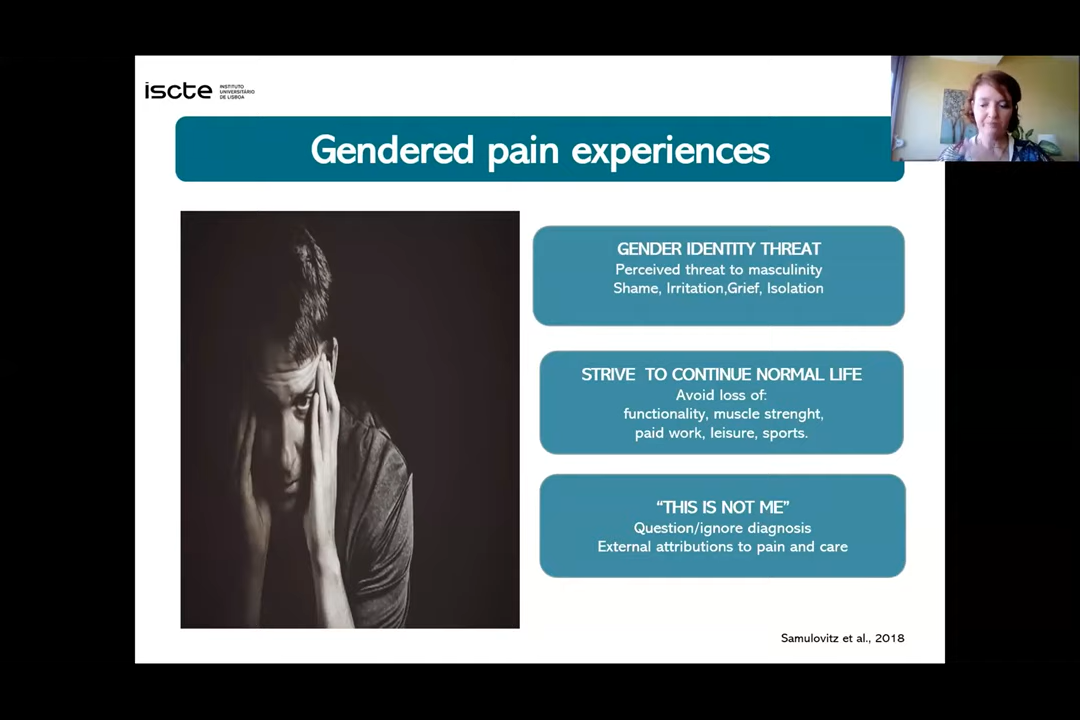 iscte INSTITUTO
UNIVERSITÁRIO
DE LISBOA
Gendered pain experiences
GENDER IDENTITY THREAT
Perceived threat to masculinity
Shame, Irritation,Grief, Isolation
STRIVE TO CONTINUE NORMAL LIFE
Avoid loss of:
functionality, muscle strenght,
paid work, leisure, sports.
“THIS IS NOT ME”
Question/ignore diagnosis
External attributions to pain and care
Samulovitz et al., 2018